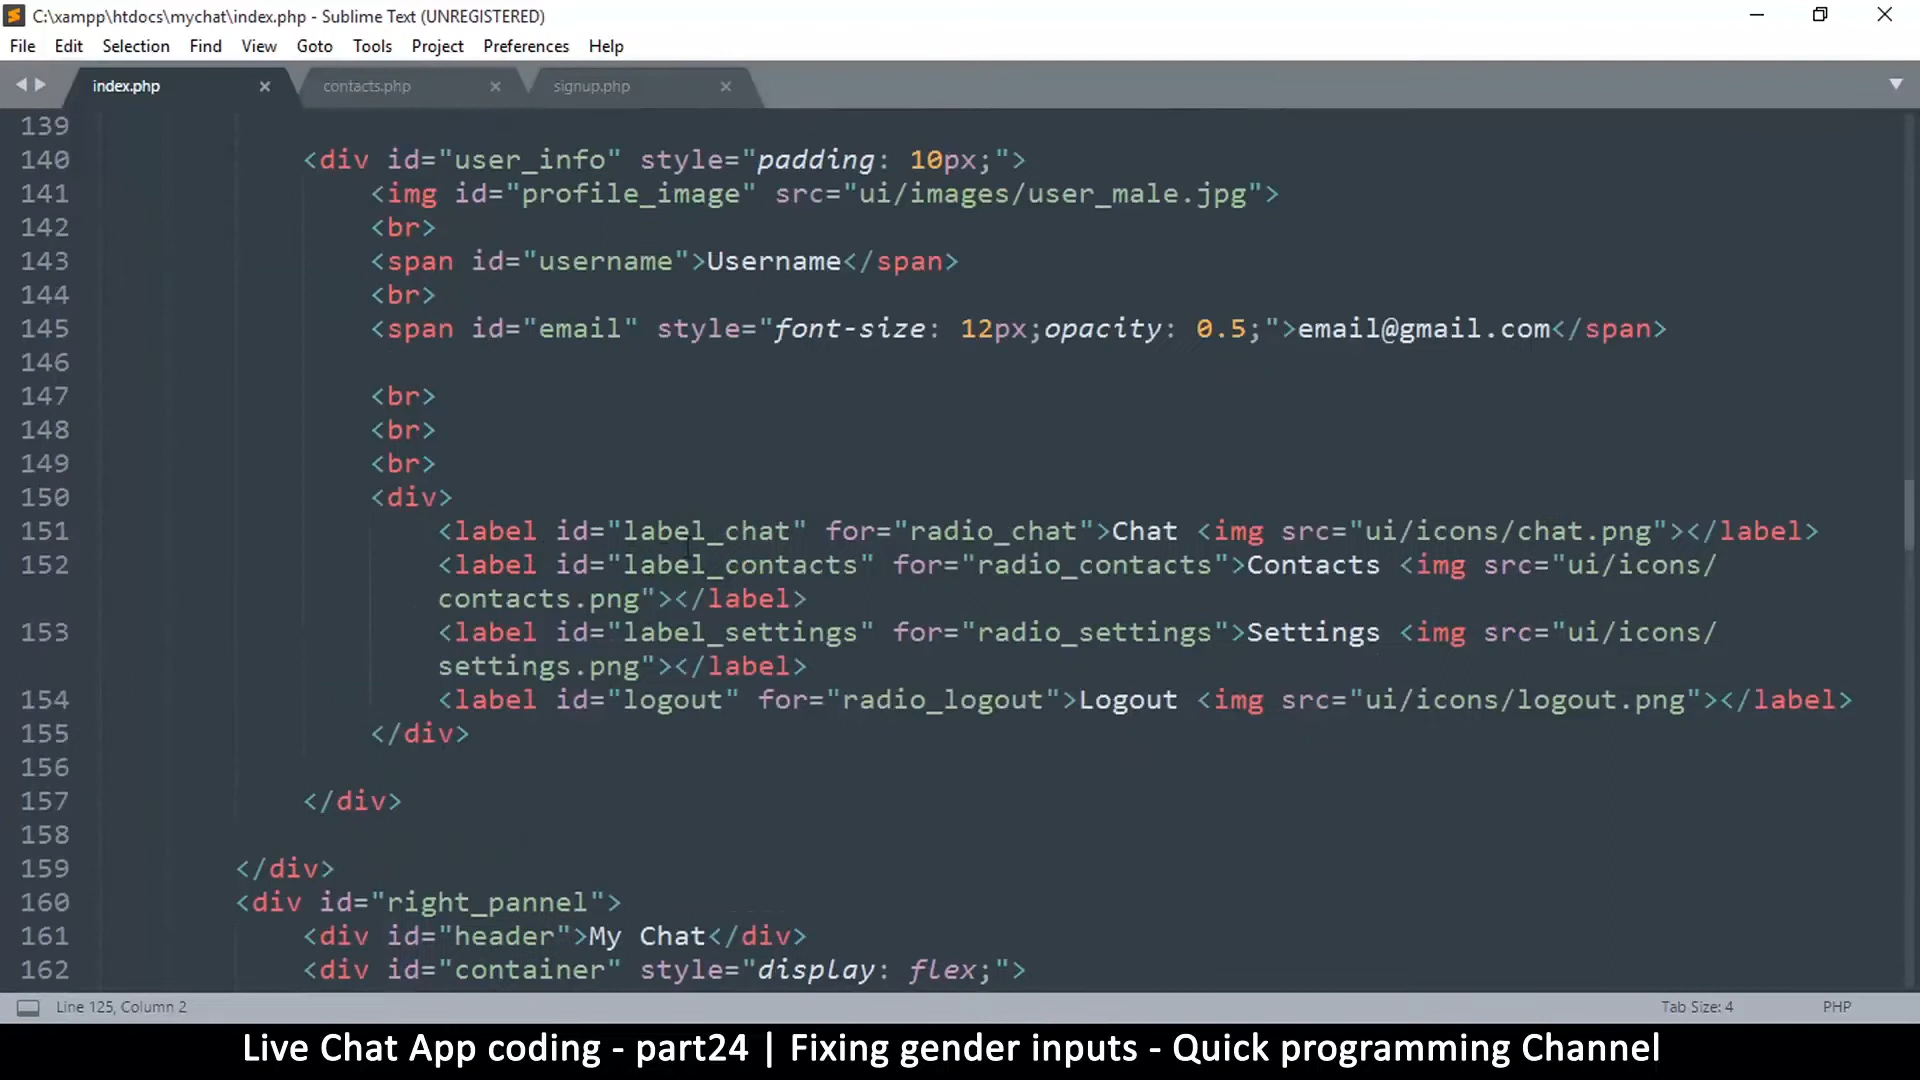 C:\xampp\htdocs\mychat\index.php - Sublime Text (UNREGISTERED)
File Edit Selection Find View Goto Tools Project Preferences Help
index.php contacts.php signup.php
139
140 <div id="user_info" style="padding: 10px;">
141 <img id="profile_image" src="ui/images/user_male.jpg">
142 <br>
143 <span id="username">Username</span>
144 <br>
145 <span id="email" style="font-size: 12px;opacity: 0.5;">email@gmail.com</span>
146
147 <br>
148 <br>
149 <br>
150 <div>
151 <label id="label_chat" for="radio_chat">Chat <img src="ui/icons/chat.png"></label>
152 <label id="label_contacts" for="radio_contacts">Contacts <img src="ui/icons/
contacts.png"></label>
153 <label id="label_settings" for="radio_settings">Settings <img src="ui/icons/
settings.png"></label>
154 <label id="logout" for="radio_logout">Logout <img src="ui/icons/logout.png"></label>
155 </div>
156
157 </div>
158
159 </div>
160 <div id="right_pannel">
161 <div id="header">My Chat</div>
162 <div id="container" style="display: flex;">
Line 125, Column 2 Tab Size: 4 PHP
Live Chat App coding - part24 | Fixing gender inputs - Quick programming Channel